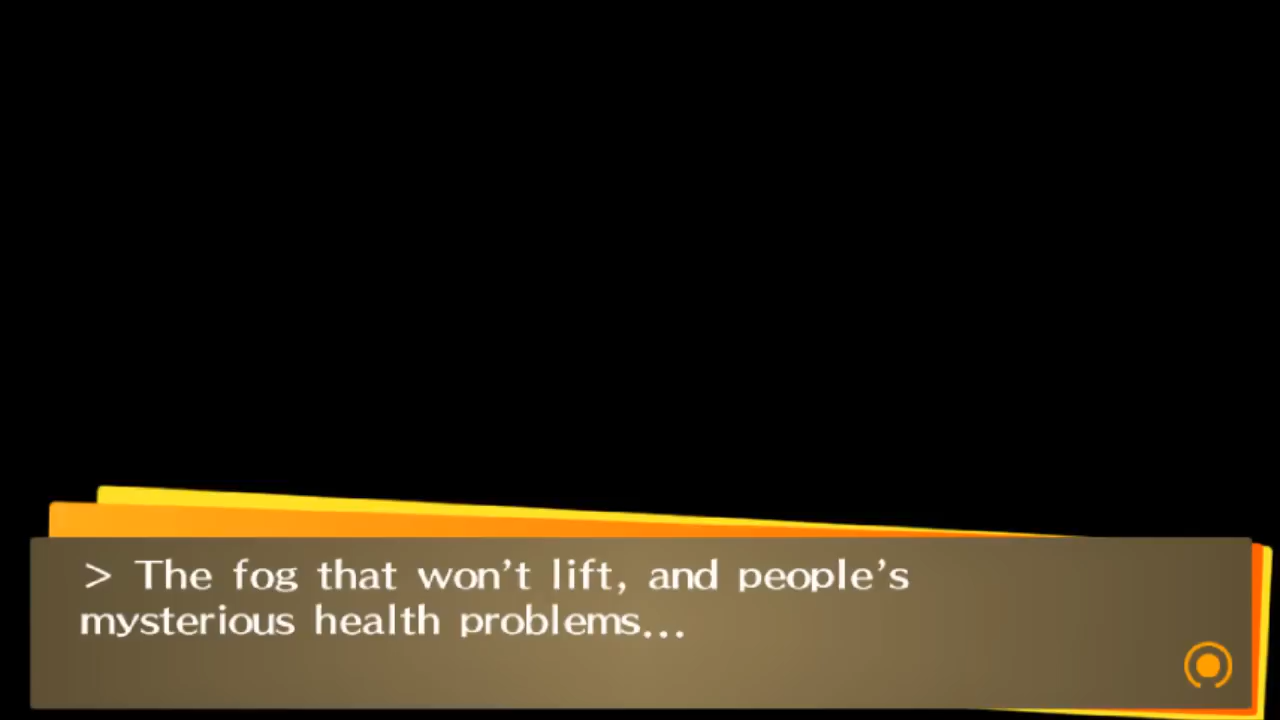 > The fog that won't lift, and people's
mysterious health problems...